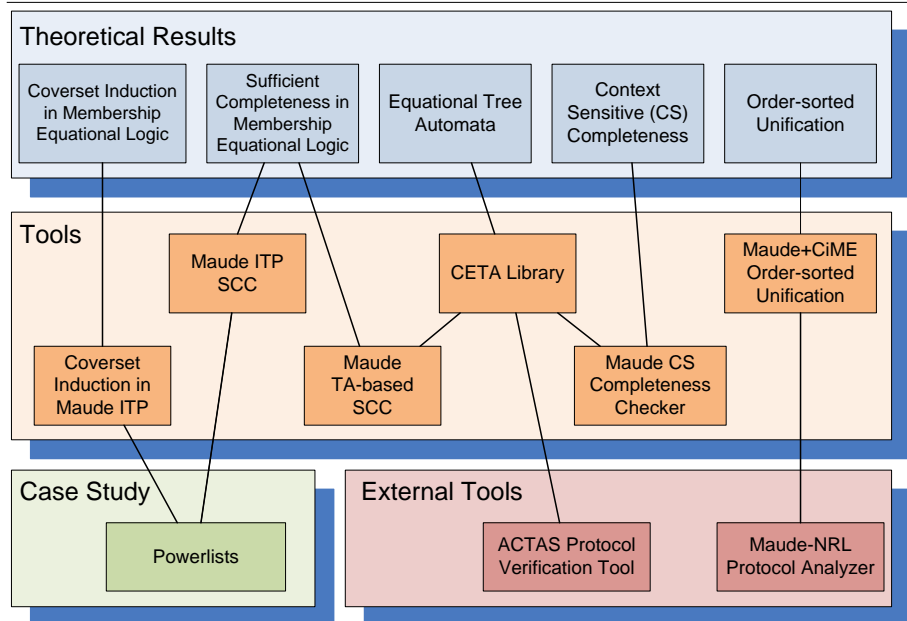 Theoretical Results
Coverset Induction
in Membership
Equational Logic
Sufficient
Completeness in
Membership
Equational Logic
Equational Tree
Automata
Context
Sensitive (CS)
Completeness
Order-sorted
Unification
Tools
Maude ITP
SCC
CETA Library
Maude+CiME
Order-sorted
Unification
Coverset
Induction in
Maude ITP
Maude
TA-based
SCC
Maude CS
Completeness
Checker
Case Study
Powerlists
External Tools
ACTAS Protocol
Verification Tool
Maude-NRL
Protocol Analyzer